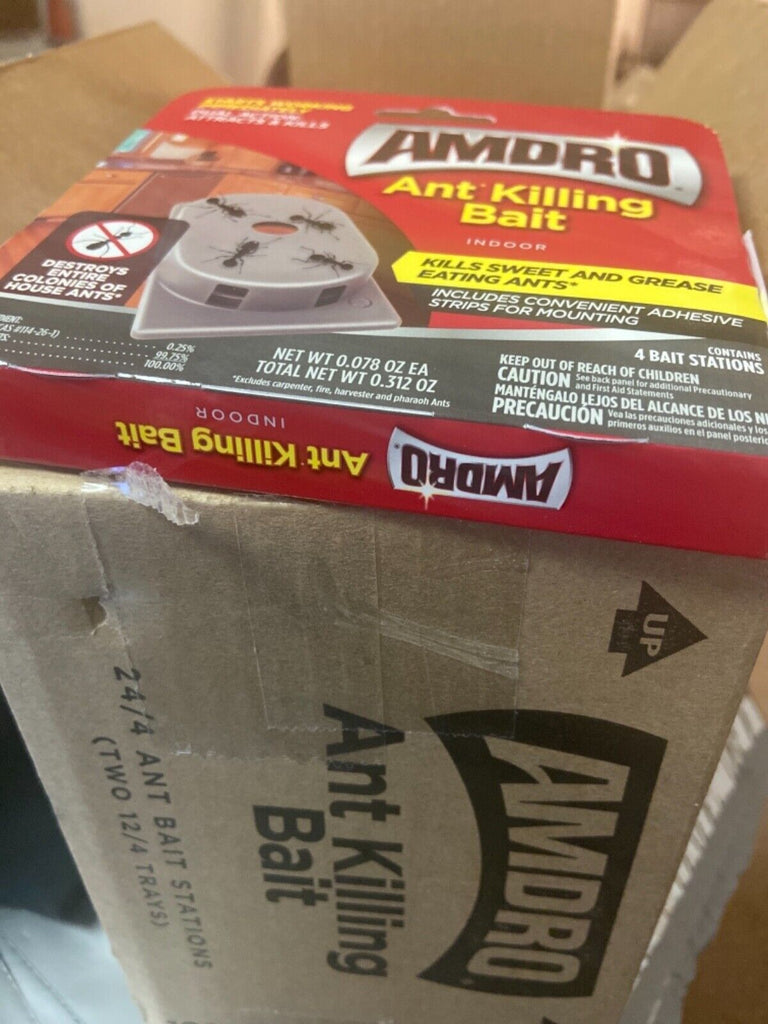 STARTS WORKING
IMMEDIATELY
DUAL ACTION:
ATTRACTS & KILLS
AMDRO
Ant Killing
Bait
INDOOR
KILLS SWEET AND GREASE
EATING ANTS*
INCLUDES CONVENIENT ADHESIVE
STRIPS FOR MOUNTING
DESTROYS
ENTIRE
COLONIES OF
HOUSE ANTS*
0.25%
99.75%
100.00%
NET WT 0.078 OZ EA
TOTAL NET WT 0.312 OZ
*Excludes carpenter, fire, harvester and pharaoh Ants
CONTAINS
4 BAIT STATIONS
KEEP OUT OF REACH OF CHILDREN
CAUTION See back panel for additional Precautionary
and First Aid Statements
MANTÉNGALO LEJOS DEL ALCANCE DE LOS
PRECAUCIÓN Vea las precauciones adicionales y los
primeros auxilios en el panel
AMDRO
Ant Killing Bait
INDOOR
UP
AMDRO
Ant Killing
Bait
24/4 ANT BAIT STATIONS
(TWO 12/4 TRAYS)